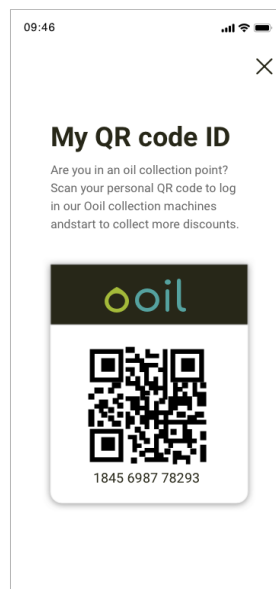 09:46
My QR code ID
Are you in an oil collection point?
Scan your personal QR code to log
in our Ooil collection machines
andstart to collect more discounts.
ooil
1845 6987 78293